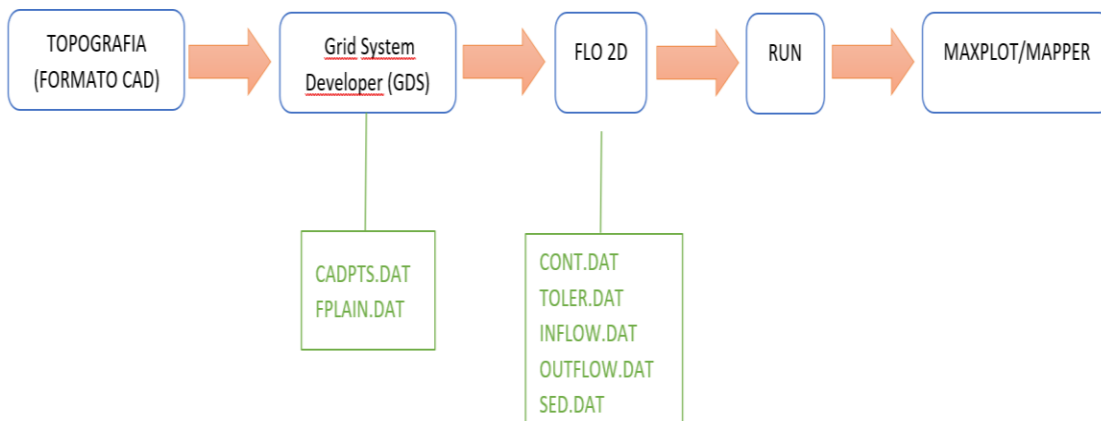 TOPOGRAFIA
(FORMATO CAD)
Grid System
Developer (GDS)
FLO 2D
RUN
MAXPLOT/MAPPER
CADPTS.DAT
FPLAIN.DAT
CONT.DAT
TOLER.DAT
INFLOW.DAT
OUTFLOW.DAT
SED.DAT